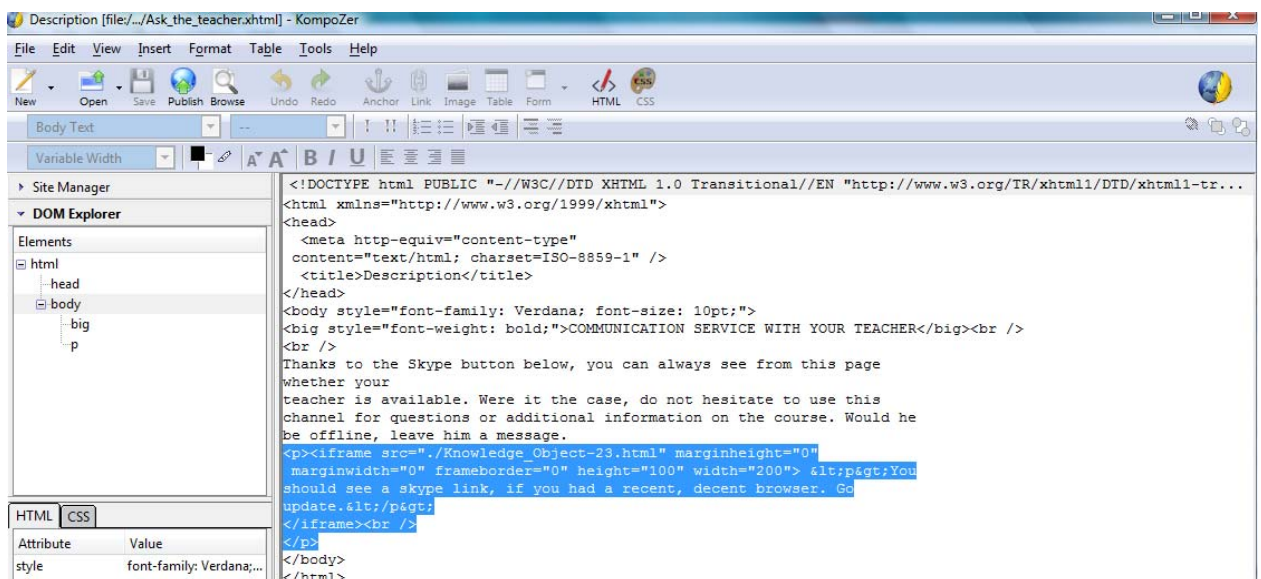 Description [file:/.../Ask_the_teacher.xhtml] - KompoZer
File Edit View Insert Format Table Tools Help
New Open Save Publish Browse Undo Redo Anchor Link Image Table Form HTML CSS
Body Text --
Variable Width A A B I U
Site Manager
DOM Explorer
Elements
html
head
body
big
p
HTML CSS
Attribute Value
style font-family: Verdana;...
<!DOCTYPE html PUBLIC "-//W3C//DTD XHTML 1.0 Transitional//EN "http://www.w3.org/TR/xhtml1/DTD/xhtml1-tr...
<html xmlns="http://www.w3.org/1999/xhtml">
<head>
<meta http-equiv="content-type"
content="text/html; charset=ISO-8859-1" />
<title>Description</title>
</head>
<body style="font-family: Verdana; font-size: 10pt;">
<big style="font-weight: bold;">COMMUNICATION SERVICE WITH YOUR TEACHER</big><br />
<br />
Thanks to the Skype button below, you can always see from this page
whether your
teacher is available. Were it the case, do not hesitate to use this
channel for questions or additional information on the course. Would he
be offline, leave him a message.
<p><iframe src="./Knowledge_Object-23.html" marginheight="0"
marginwidth="0" frameborder="0" height="100" width="200"> &lt;p&gt;You
should see a skype link, if you had a recent, decent browser. Go
update.&lt;/p&gt;
</iframe><br />
</p>
</body>
</html>